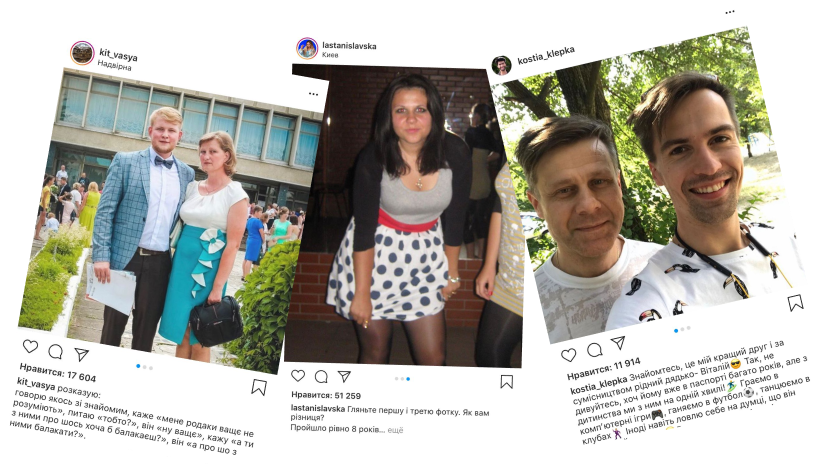 kit_vasya
Надвірна
Нравится: 17 604
kit_vasya розказую:
говорю якось зі знайомим, каже «мене родаки ващє не
розуміють», питаю «тобто?», він «ну ващє», кажу «а ти
з ними про шось хоча б балакаєш?», він «а про шо з
ними балакати?».
lastanislavska
Киев
Нравится: 51 259
lastanislavska Гляньте першу і третю фотку. Як вам
різниця?
Пройшло рівно 8 років... ещё
kostia_klepka
Нравится: 11 914
kostia_klepka Знайомтесь, це мій кращий друг і за
сумісництвом рідний дядько- Віталій😎 Так, не
дивуйтесь, хоч йому вже в паспорті багато років, але з
дитинства ми з ним на одній хвилі!🏄‍♂️ Граємо в
комп'ютерні ігри🎮, ганяємо в футбол⚽, танцюємо в
клубах🕺 Іноді навіть ловлю себе на думці, що він